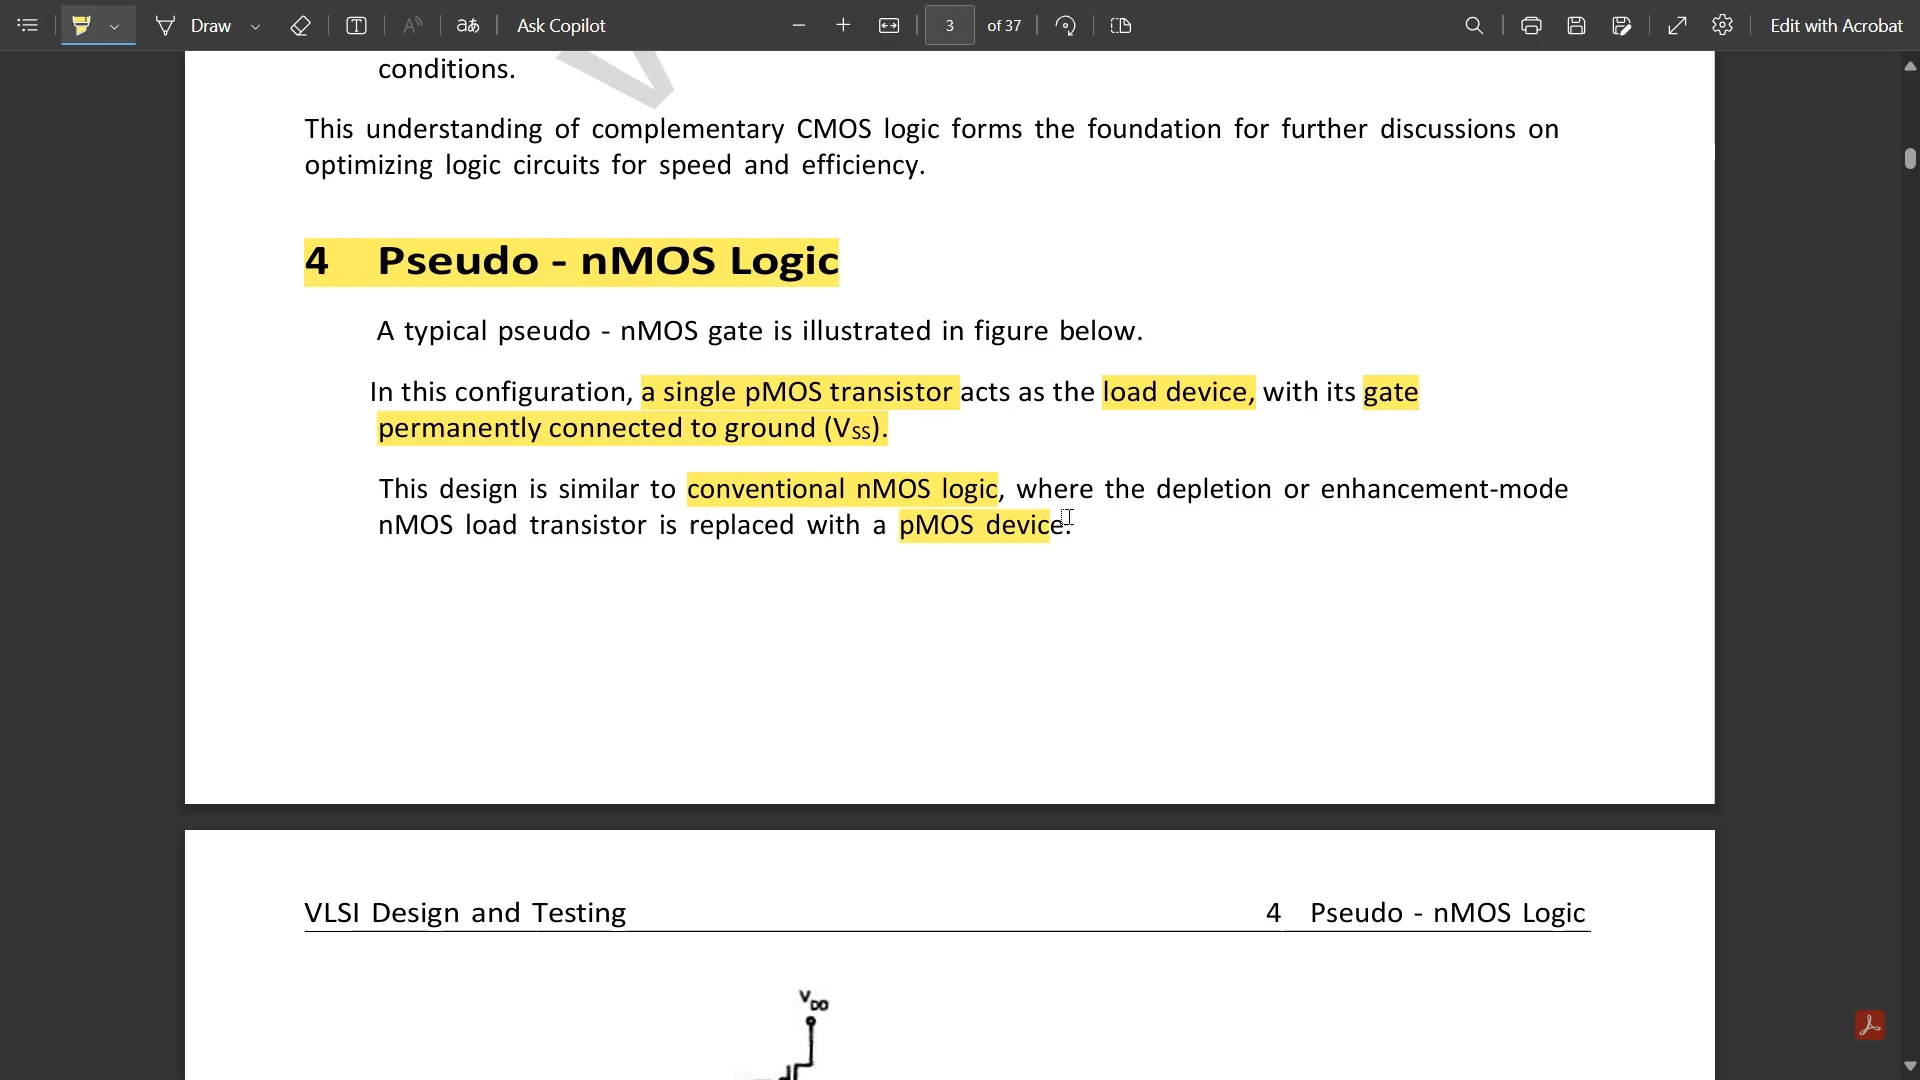 Draw
Ask Copilot
3 of 37
Edit with Acrobat
conditions.
This understanding of complementary CMOS logic forms the foundation for further discussions on
optimizing logic circuits for speed and efficiency.
4 Pseudo - nMOS Logic
A typical pseudo - nMOS gate is illustrated in figure below.
In this configuration, a single pMOS transistor acts as the load device, with its gate
permanently connected to ground (VSS).
This design is similar to conventional nMOS logic, where the depletion or enhancement-mode
nMOS load transistor is replaced with a pMOS device.
VLSI Design and Testing 4 Pseudo - nMOS Logic
VDD